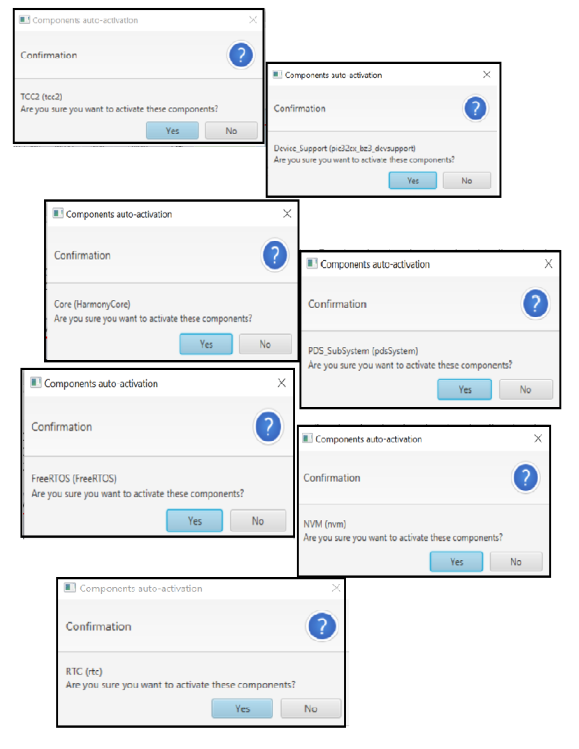 Components auto-activation
Confirmation
TCC2 (tcc2)
Are you sure you want to activate these components?
Yes No
Components auto-activation
Confirmation
Device_Support (pic32cx_bz3_devsupport)
Are you sure you want to activate these components?
Yes No
Components auto-activation
Confirmation
Core (HarmonyCore)
Are you sure you want to activate these components?
Yes No
Components auto-activation
Confirmation
PDS_SubSystem (pdsSystem)
Are you sure you want to activate these components?
Yes No
Components auto-activation
Confirmation
FreeRTOS (FreeRTOS)
Are you sure you want to activate these components?
Yes No
Components auto-activation
Confirmation
NVM (nvm)
Are you sure you want to activate these components?
Yes No
Components auto-activation
Confirmation
RTC (rtc)
Are you sure you want to activate these components?
Yes No